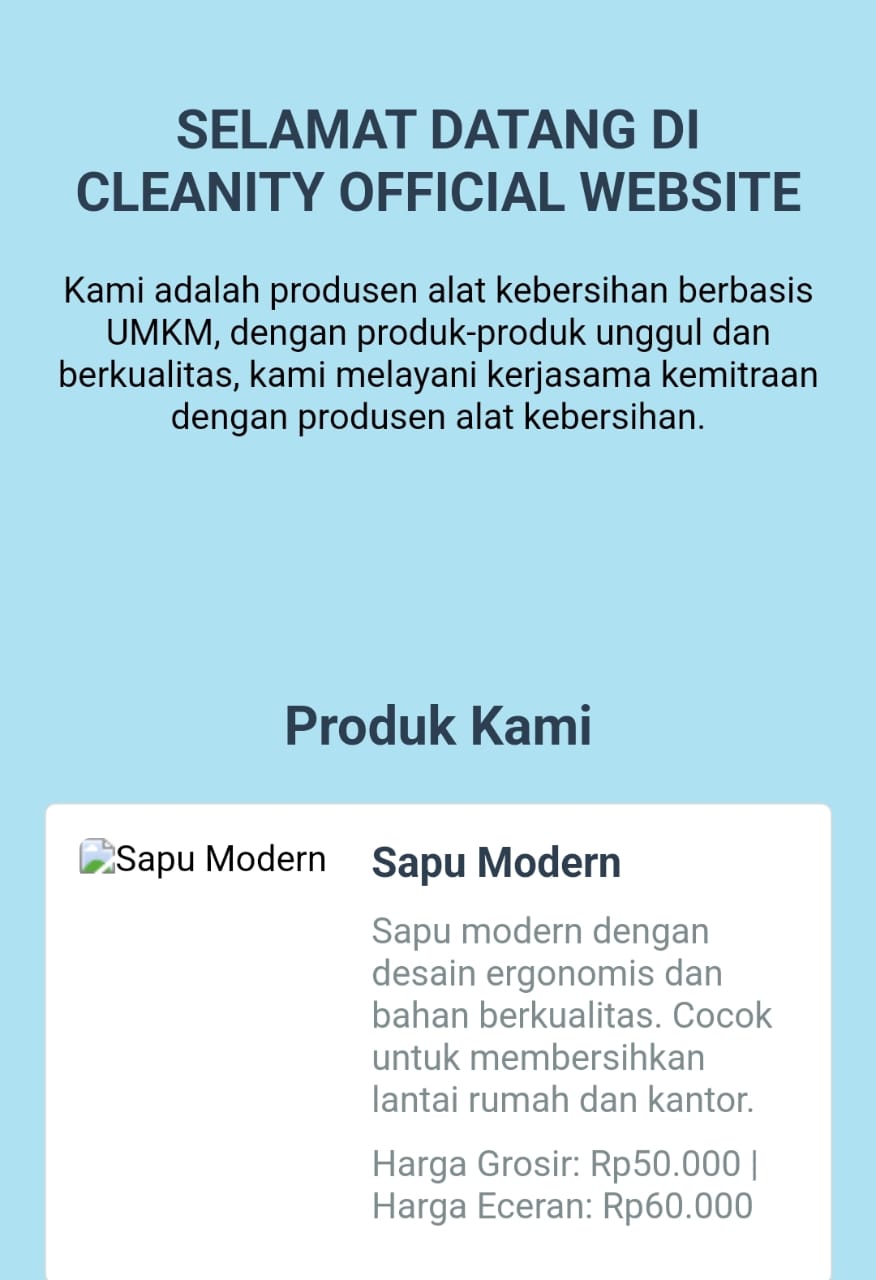 SELAMAT DATANG DI
CLEANITY OFFICIAL WEBSITE
Kami adalah produsen alat kebersihan berbasis
UMKM, dengan produk-produk unggul dan
berkualitas, kami melayani kerjasama kemitraan
dengan produsen alat kebersihan.
Produk Kami
Sapu Modern
Sapu Modern
Sapu modern dengan
desain ergonomis dan
bahan berkualitas. Cocok
untuk membersihkan
lantai rumah dan kantor.
Harga Grosir: Rp50.000 |
Harga Eceran: Rp60.000